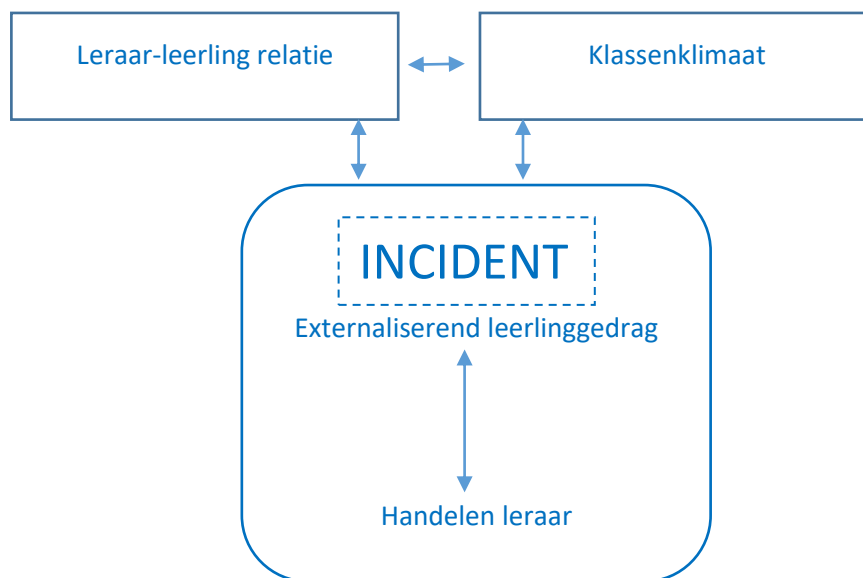 Leraar-leerling relatie
Klassenklimaat
INCIDENT
Externaliserend leerlinggedrag
Handelen leraar